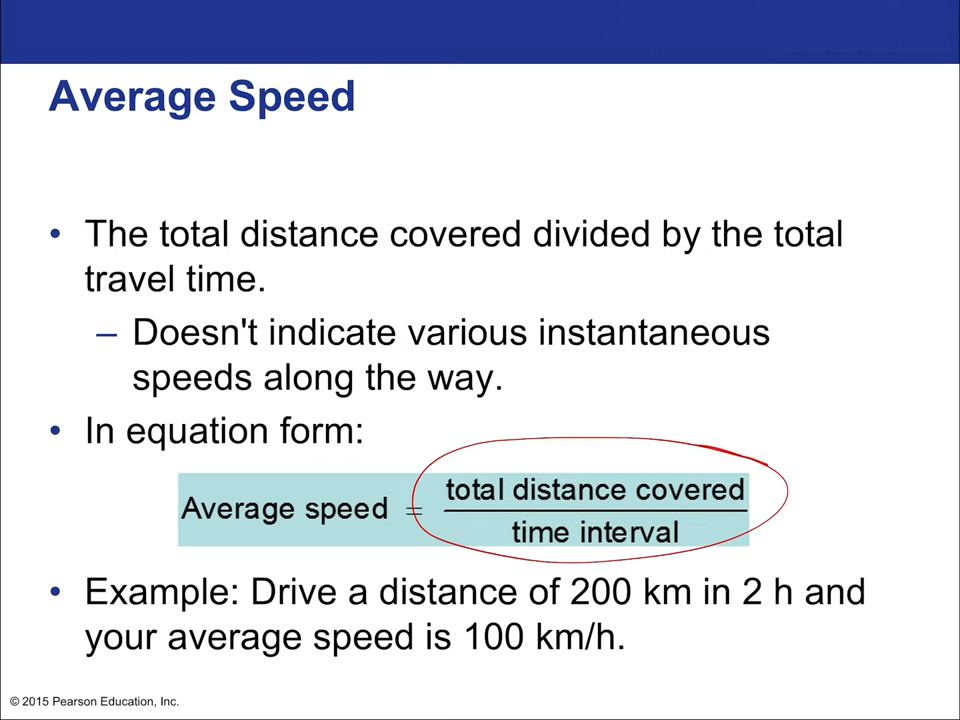 Average Speed
• The total distance covered divided by the total
travel time.
– Doesn't indicate various instantaneous
speeds along the way.
• In equation form:
Average speed = total distance covered
time interval
• Example: Drive a distance of 200 km in 2 h and
your average speed is 100 km/h.
© 2015 Pearson Education, Inc.